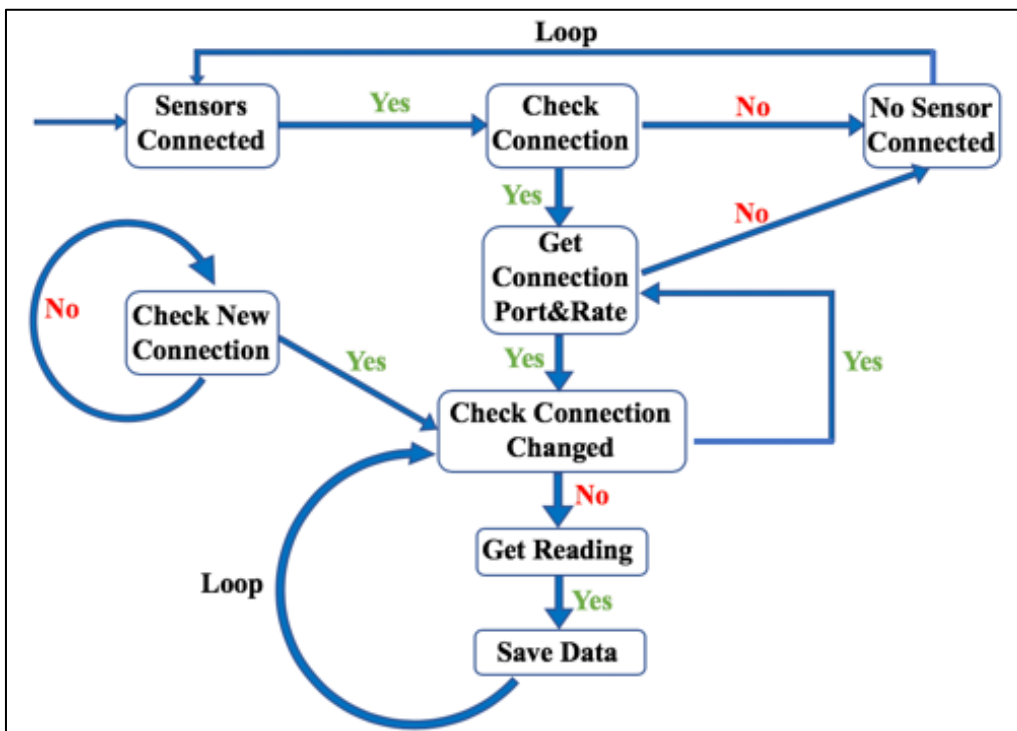 Loop
Sensors
Connected
Yes
Check
Connection
No
No Sensor
Connected
Yes
No
Get
Connection
Port&Rate
No
Check New
Connection
Yes
Yes
Yes
Check Connection
Changed
No
Get Reading
Loop
Yes
Save Data